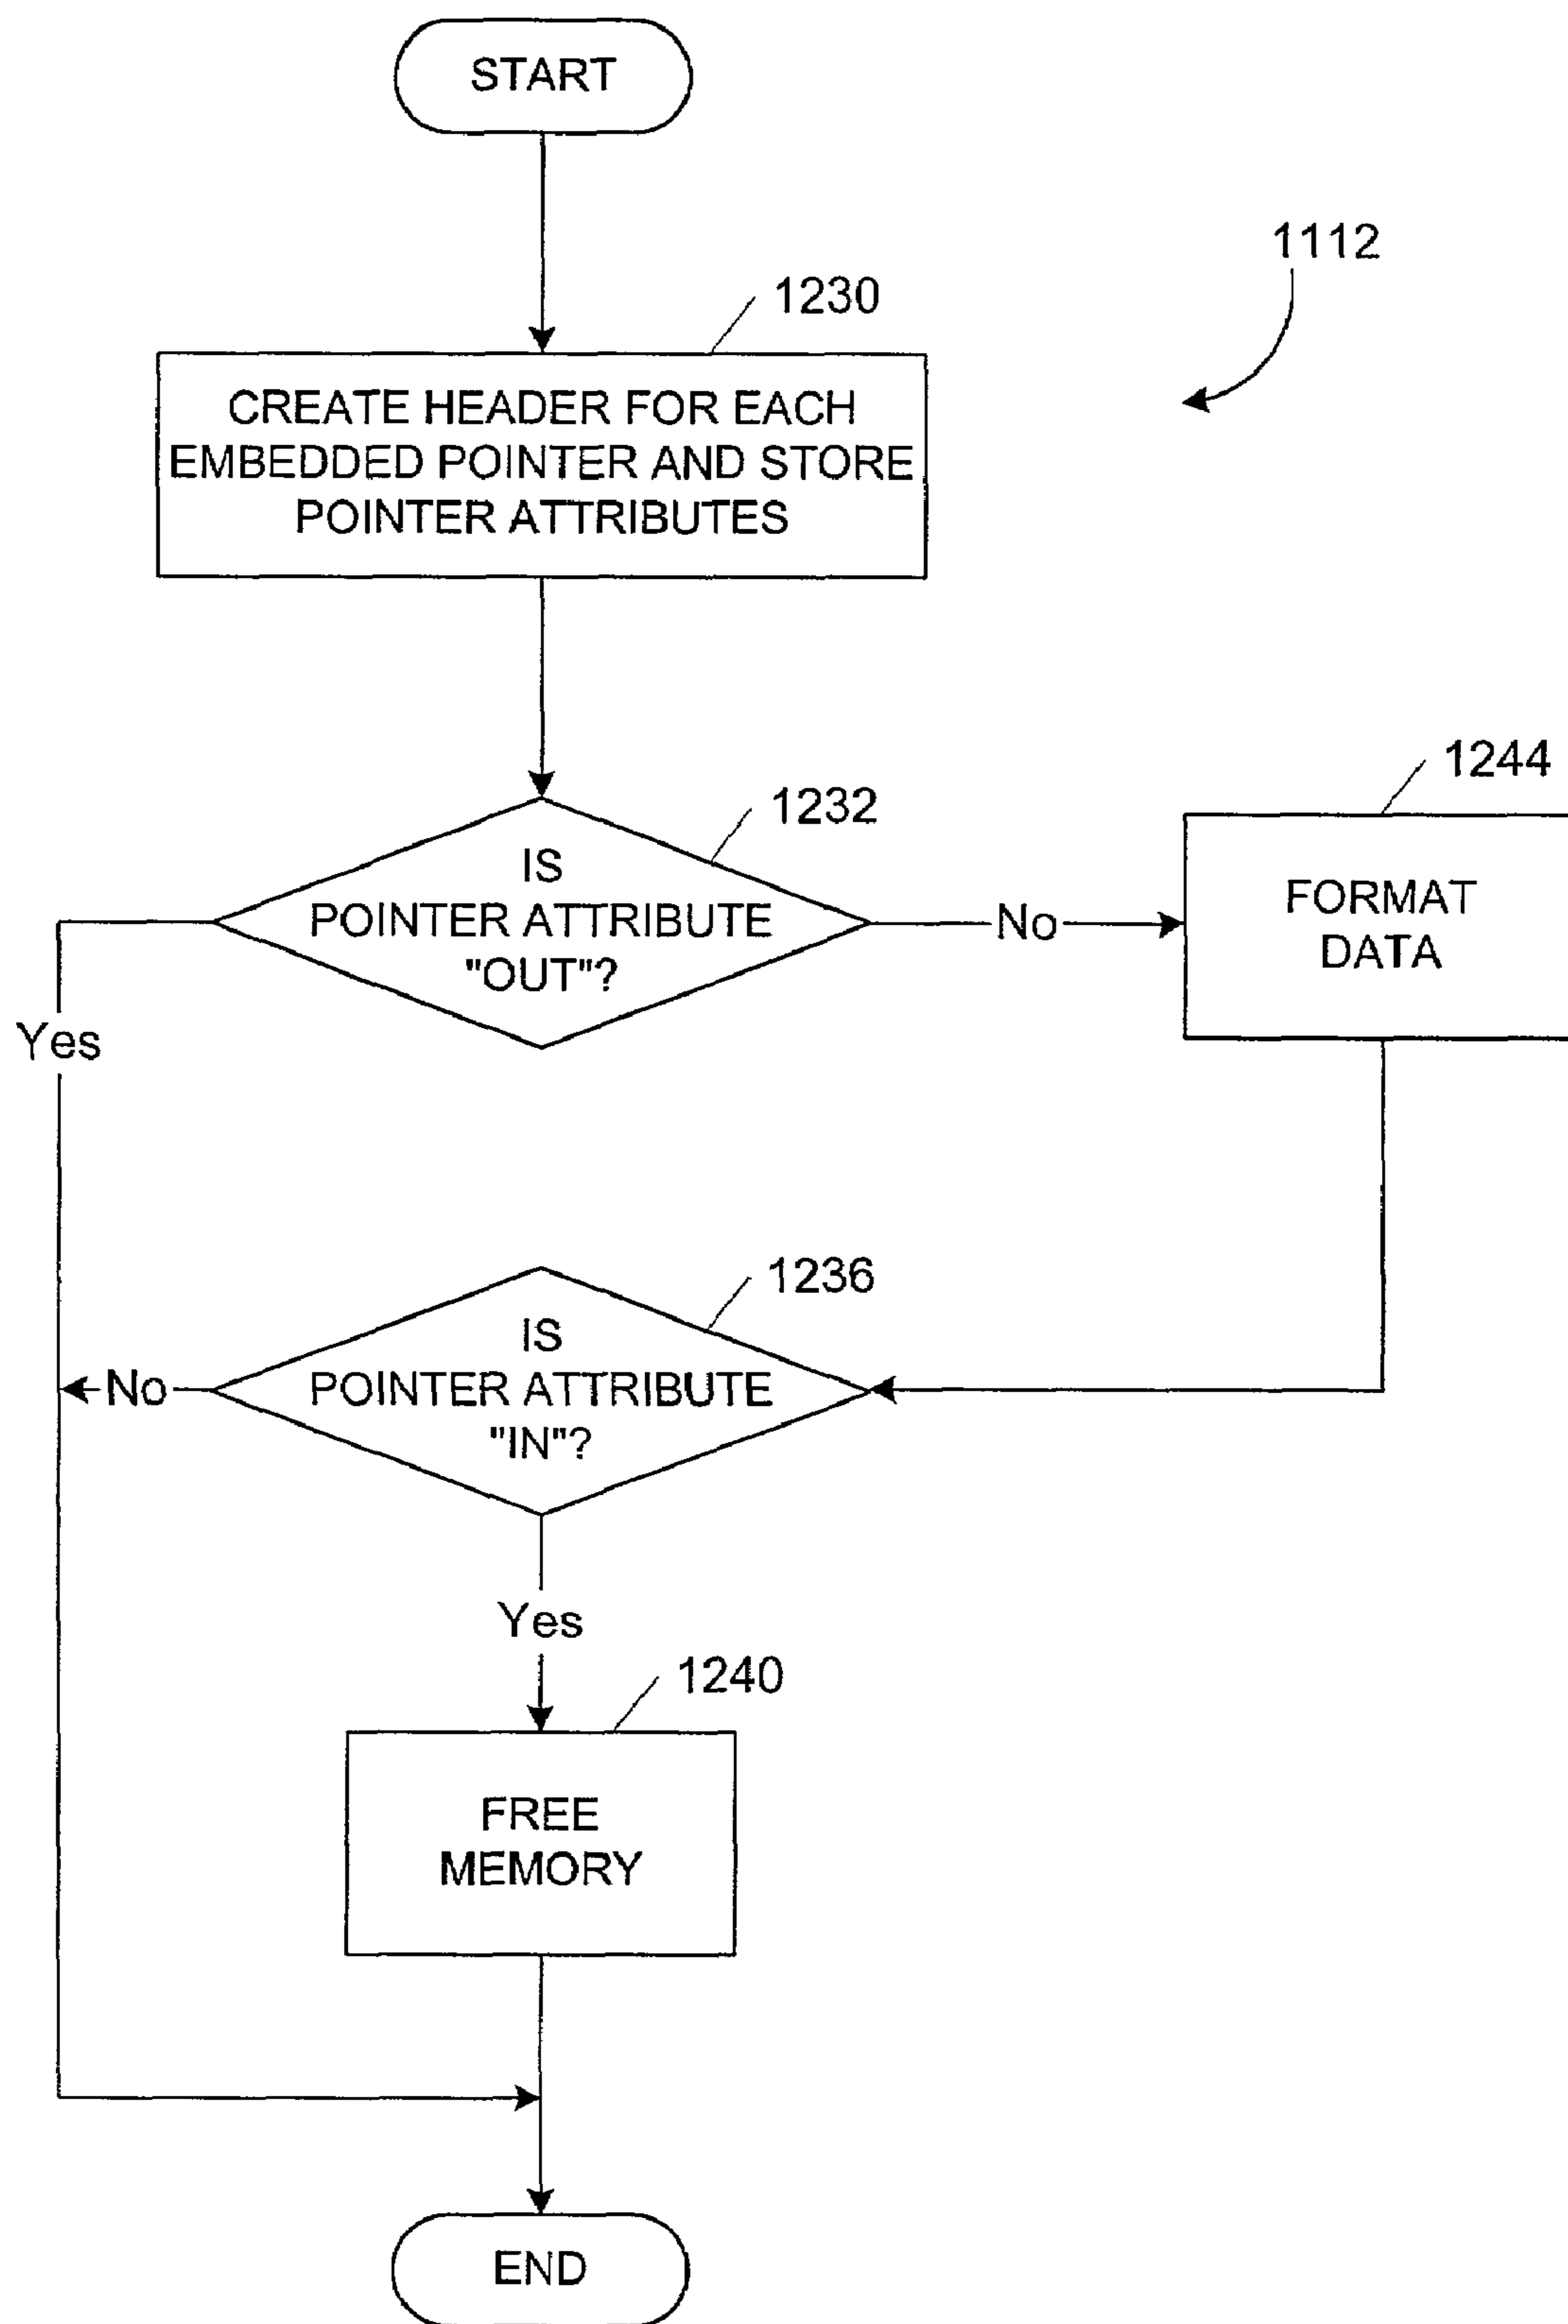 START
1112
1230
CREATE HEADER FOR EACH
EMBEDDED POINTER AND STORE
POINTER ATTRIBUTES
1244
1232
IS
POINTER ATTRIBUTE
"OUT"?
No
FORMAT
DATA
Yes
1236
IS
POINTER ATTRIBUTE
"IN"?
No
Yes
1240
FREE
MEMORY
END